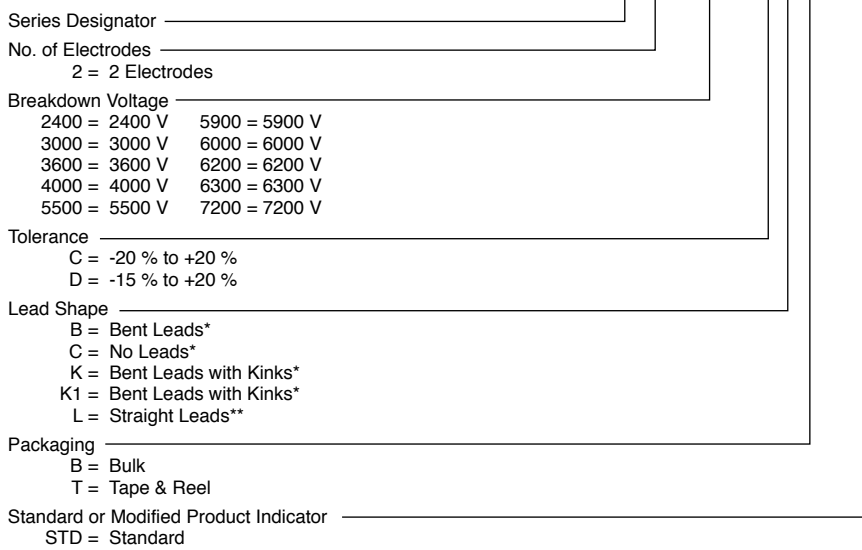 Series Designator
No. of Electrodes
2 = 2 Electrodes
Breakdown Voltage
2400 = 2400 V 5900 = 5900 V
3000 = 3000 V 6000 = 6000 V
3600 = 3600 V 6200 = 6200 V
4000 = 4000 V 6300 = 6300 V
5500 = 5500 V 7200 = 7200 V
Tolerance
C = -20 % to +20 %
D = -15 % to +20 %
Lead Shape
B = Bent Leads*
C = No Leads*
K = Bent Leads with Kinks*
K1 = Bent Leads with Kinks*
L = Straight Leads**
Packaging
B = Bulk
T = Tape & Reel
Standard or Modified Product Indicator
STD = Standard